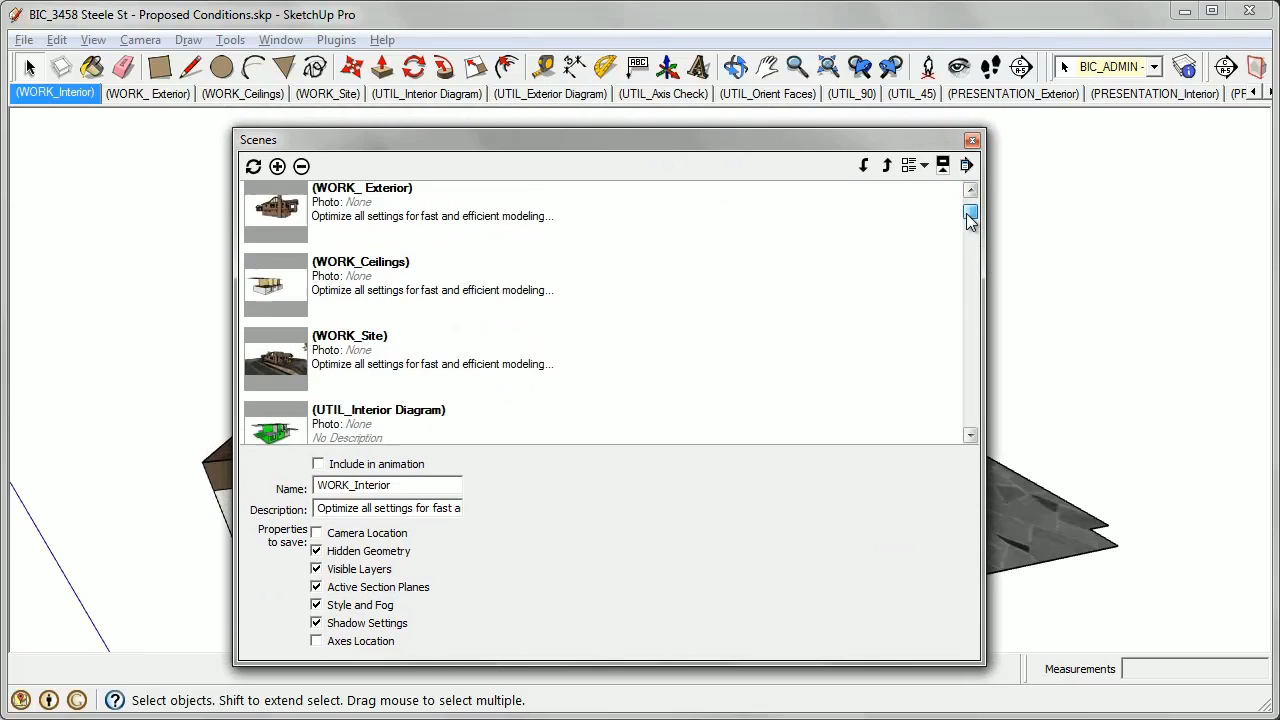 BIC_3458 Steele St - Proposed Conditions.skp - SketchUp Pro
File Edit View Camera Draw Tools Window Plugins Help
ABC BIC_ADMIN -
(WORK_Interior) (WORK_ Exterior) (WORK_Ceilings) (WORK_Site) (UTIL_Interior Diagram) (UTIL_Exterior Diagram) (UTIL_Axis Check) (UTIL_Orient Faces) (UTIL_90) (UTIL_45) (PRESENTATION_Exterior) (PRESENTATION_Interior) (PF
Scenes
(WORK_ Exterior)
Photo: None
Optimize all settings for fast and efficient modeling...
(WORK_Ceilings)
Photo: None
Optimize all settings for fast and efficient modeling...
(WORK_Site)
Photo: None
Optimize all settings for fast and efficient modeling...
(UTIL_Interior Diagram)
Photo: None
No Description
Include in animation
Name: WORK_Interior
Description: Optimize all settings for fast a
Properties to save:
Camera Location
Hidden Geometry
Visible Layers
Active Section Planes
Style and Fog
Shadow Settings
Axes Location
Measurements
Select objects. Shift to extend select. Drag mouse to select multiple.